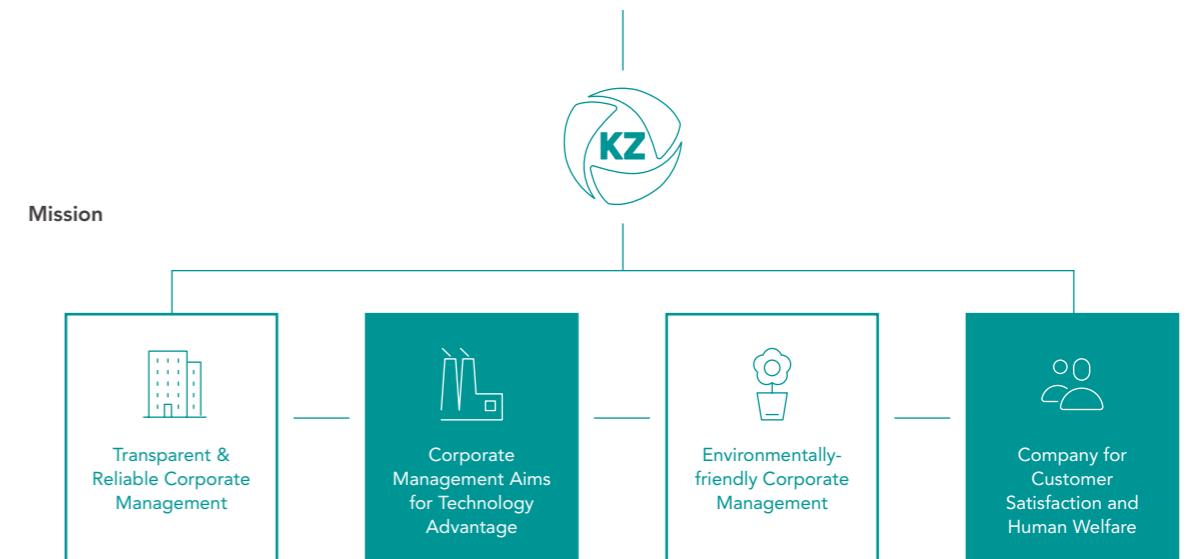 KZ
Mission
Transparent &
Reliable Corporate
Management
Corporate
Management Aims
for Technology
Advantage
Environmentally-
friendly Corporate
Management
Company for
Customer
Satisfaction and
Human Welfare